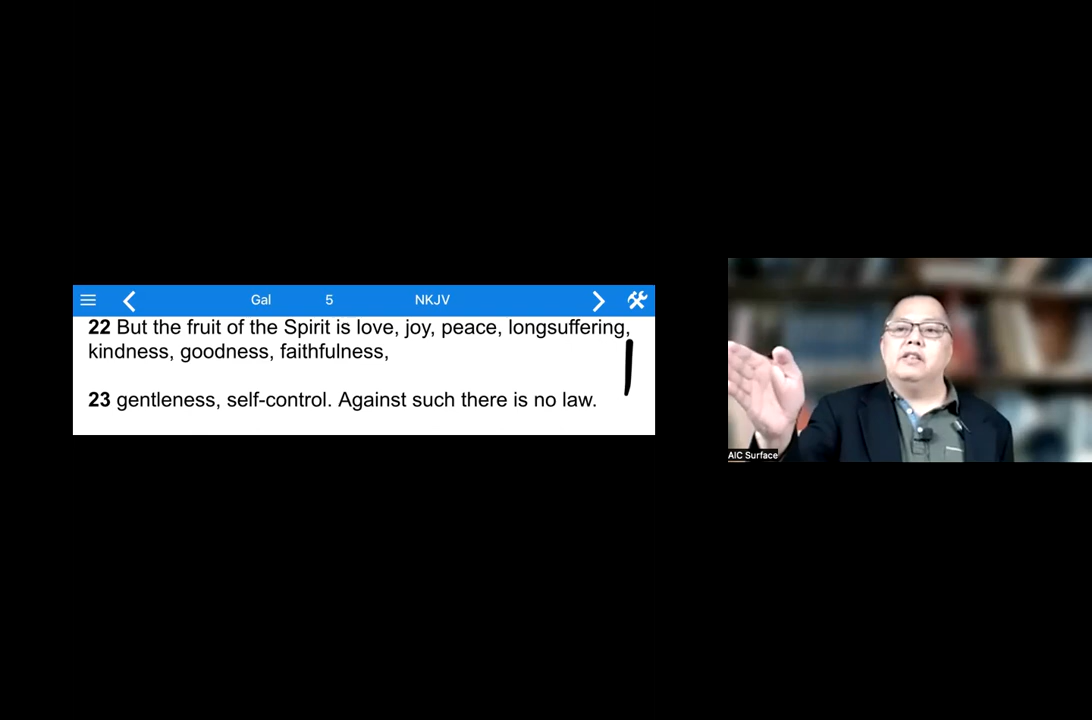 Gal 5 NKJV
22 But the fruit of the Spirit is love, joy, peace, longsuffering,
kindness, goodness, faithfulness,
23 gentleness, self-control. Against such there is no law.
AIC Surface